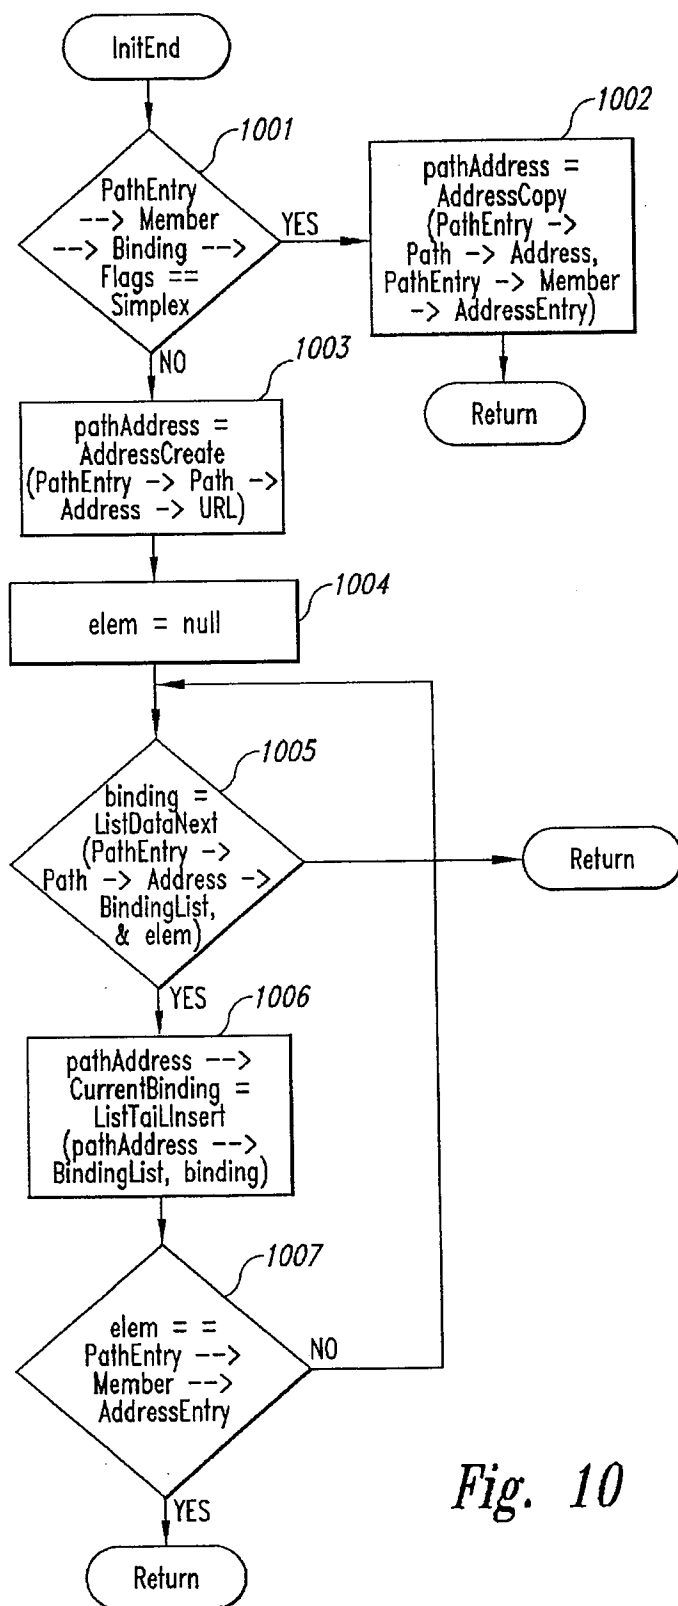 InitEnd
1001
PathEntry
--> Member
--> Binding -->
Flags ==
Simplex
YES
NO
1002
pathAddress =
AddressCopy
(PathEntry ->
Path -> Address,
PathEntry -> Member
-> AddressEntry)
Return
1003
pathAddress =
AddressCreate
(PathEntry -> Path ->
Address -> URL)
1004
elem = null
1005
binding =
ListDataNext
(PathEntry ->
Path -> Address ->
BindingList,
& elem)
Return
YES
1006
pathAddress -->
CurrentBinding =
ListTailInsert
(pathAddress -->
BindingList, binding)
1007
elem = =
PathEntry -->
Member -->
AddressEntry
NO
YES
Return
Fig. 10